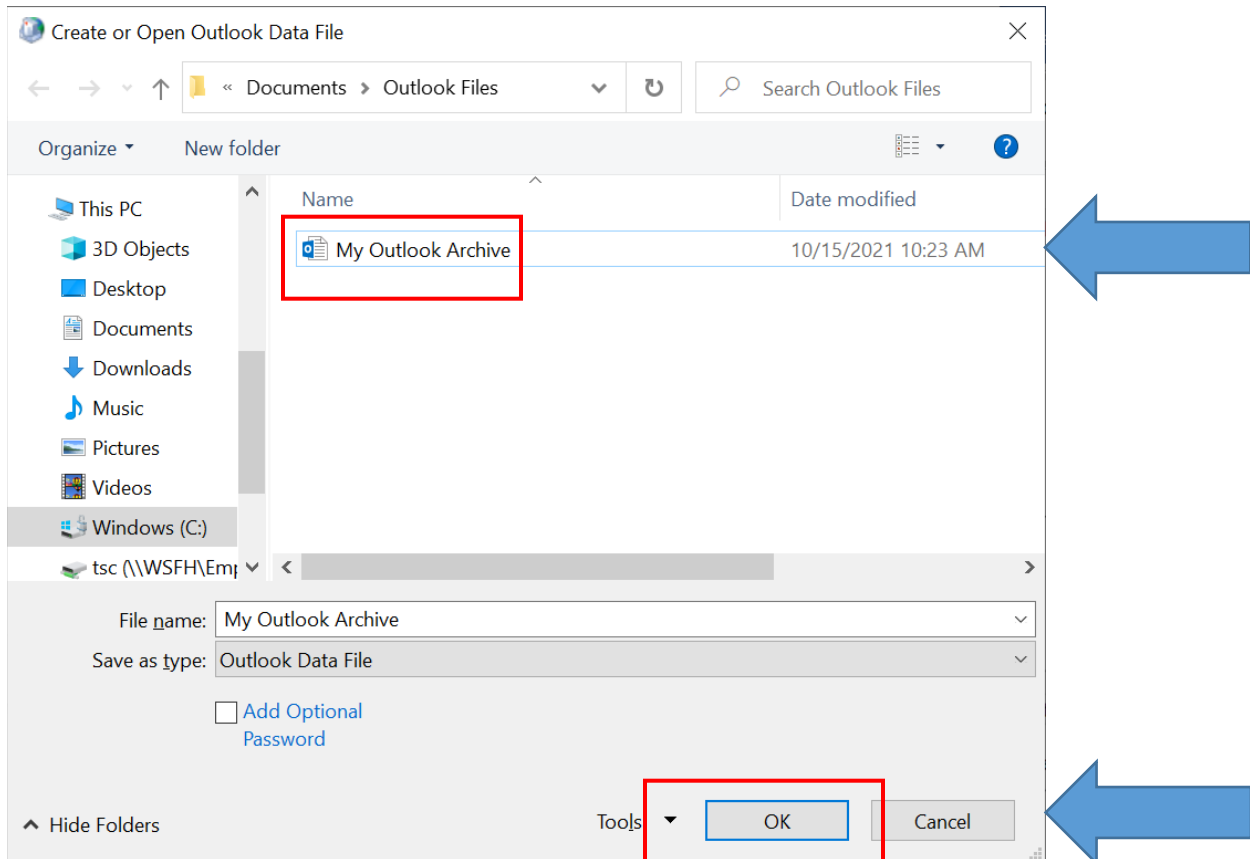 Create or Open Outlook Data File
« Documents > Outlook Files
Search Outlook Files
Organize
New folder
?
Name
Date modified
This PC
3D Objects
Desktop
Documents
Downloads
Music
Pictures
Videos
Windows (C:)
tsc (\\WSFH\Emp
My Outlook Archive
10/15/2021 10:23 AM
File name: My Outlook Archive
Save as type: Outlook Data File
Add Optional
Password
Hide Folders
Tools
OK
Cancel